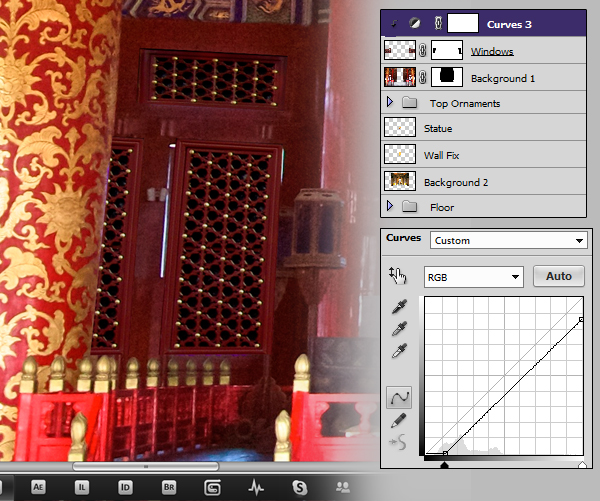 Curves 3
Windows
Background 1
Top Ornaments
Statue
Wall Fix
Background 2
Floor
Curves
Custom
RGB
Auto
AE
IL
ID
BR